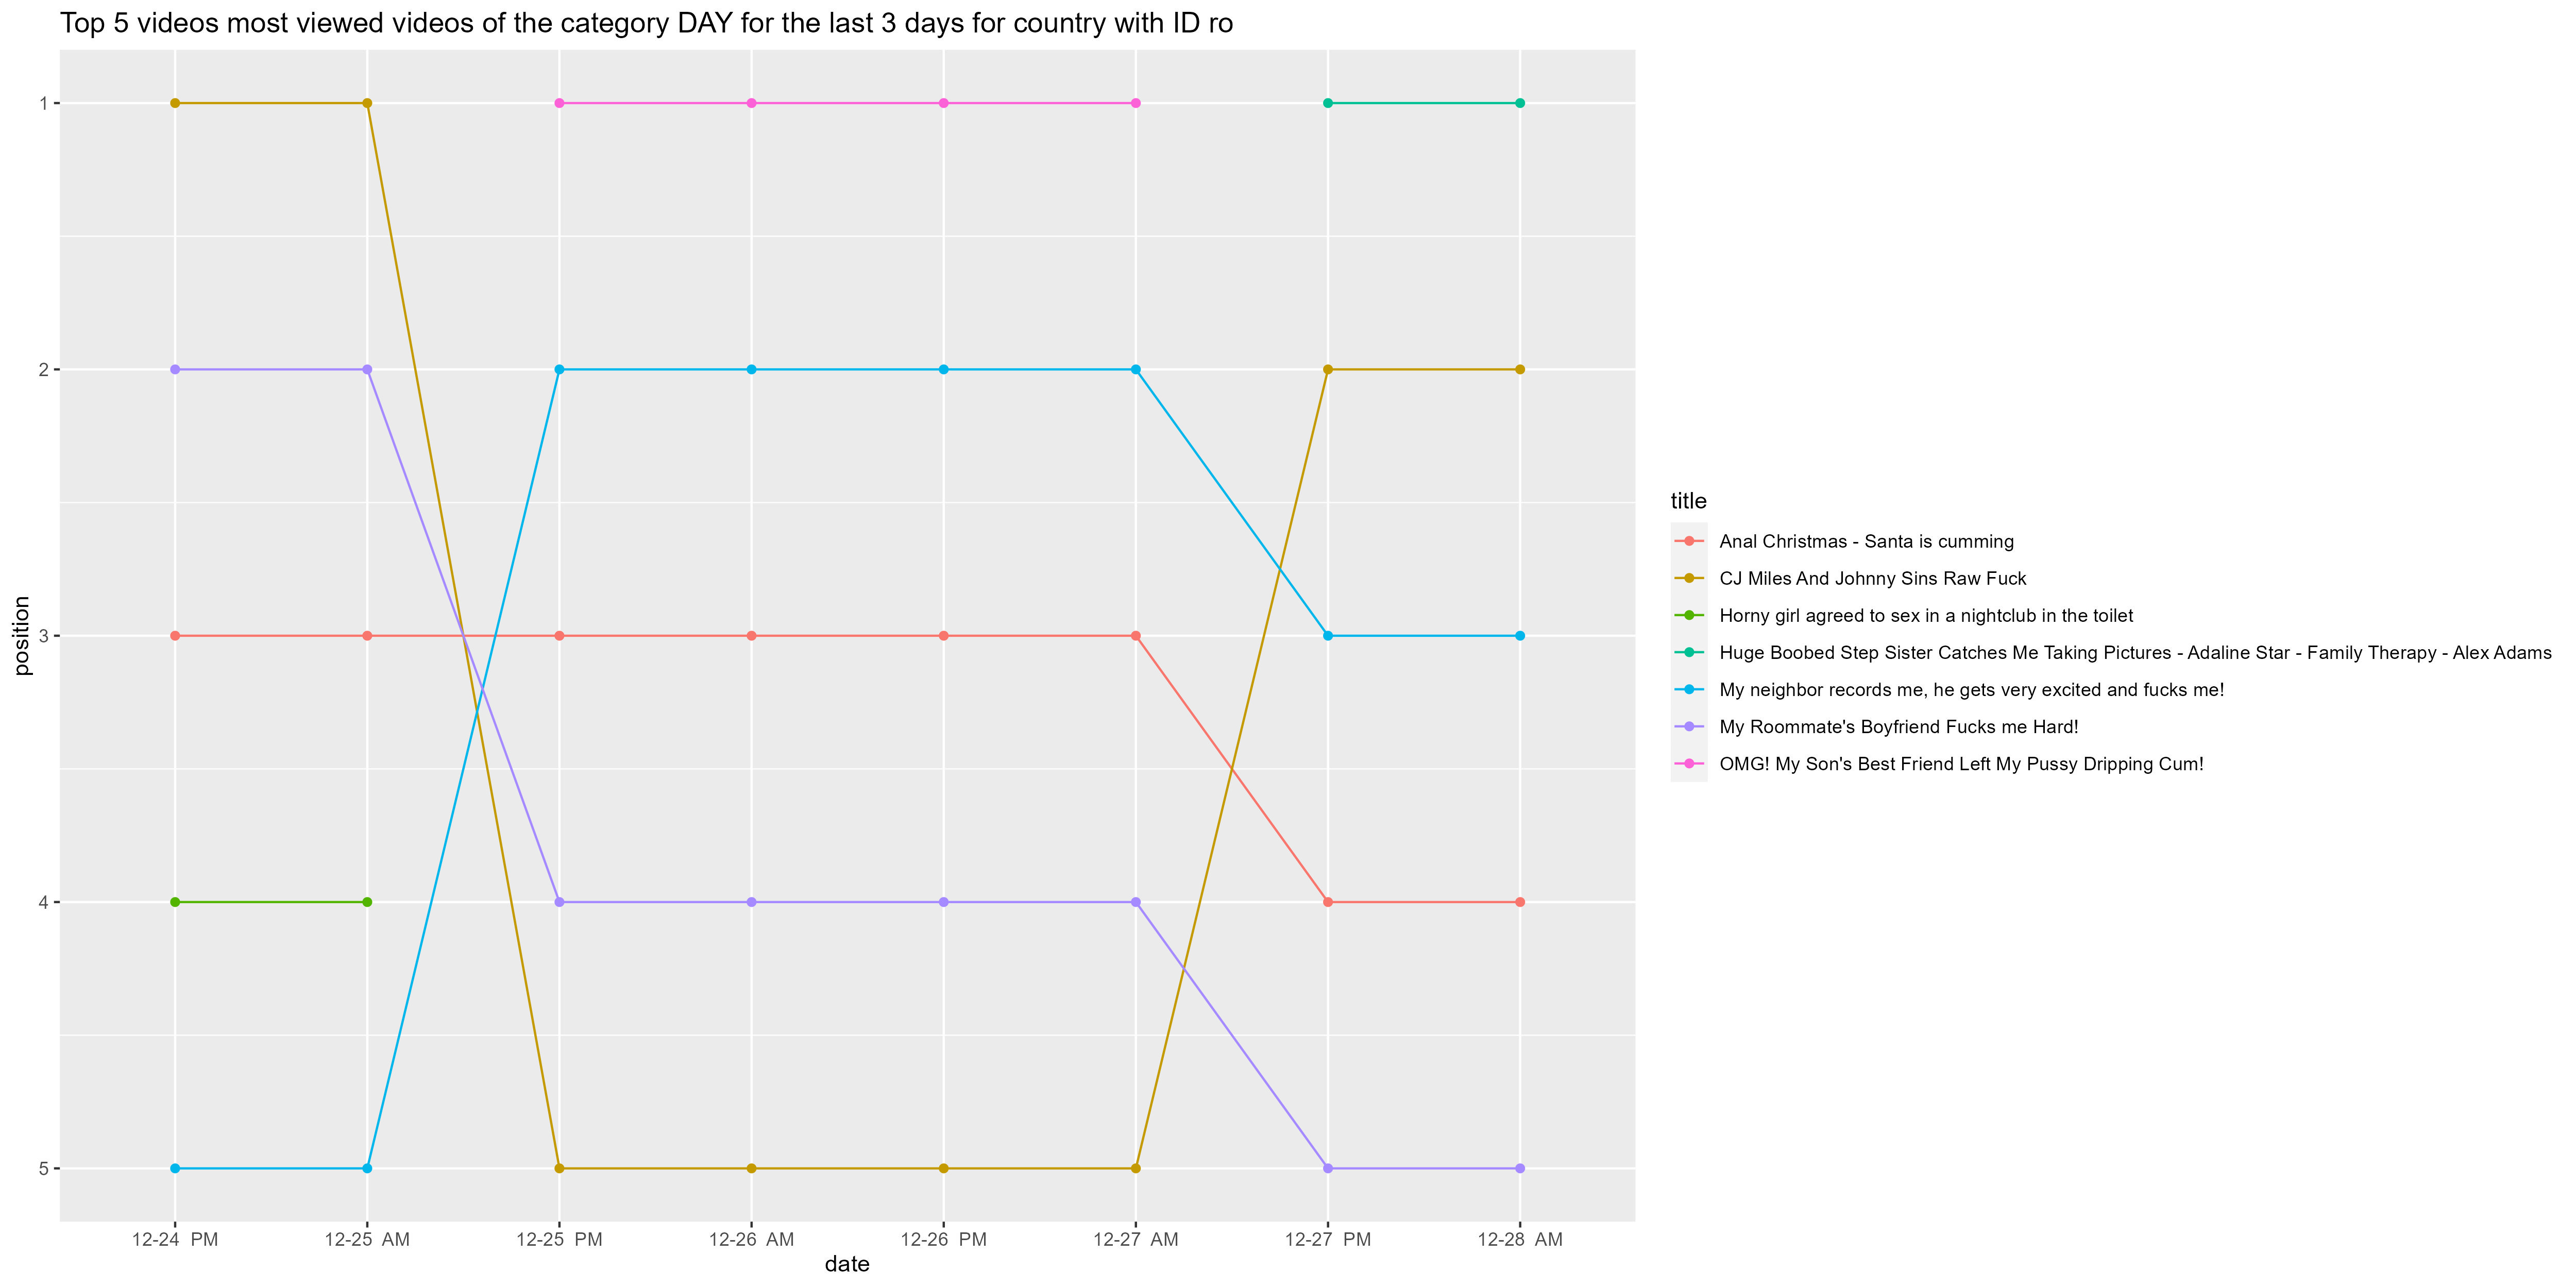 Top 5 videos most viewed videos of the category DAY for the last 3 days for country with ID ro
1
2
3
4
5
position
12-24 PM
12-25 AM
12-25 PM
12-26 AM
12-26 PM
12-27 AM
12-27 PM
12-28 AM
date
title
Anal Christmas - Santa is cumming
CJ Miles And Johnny Sins Raw Fuck
Horny girl agreed to sex in a nightclub in the toilet
Huge Boobed Step Sister Catches Me Taking Pictures - Adaline Star - Family Therapy - Alex Adams
My neighbor records me, he gets very excited and fucks me!
My Roommate's Boyfriend Fucks me Hard!
OMG! My Son's Best Friend Left My Pussy Dripping Cum!